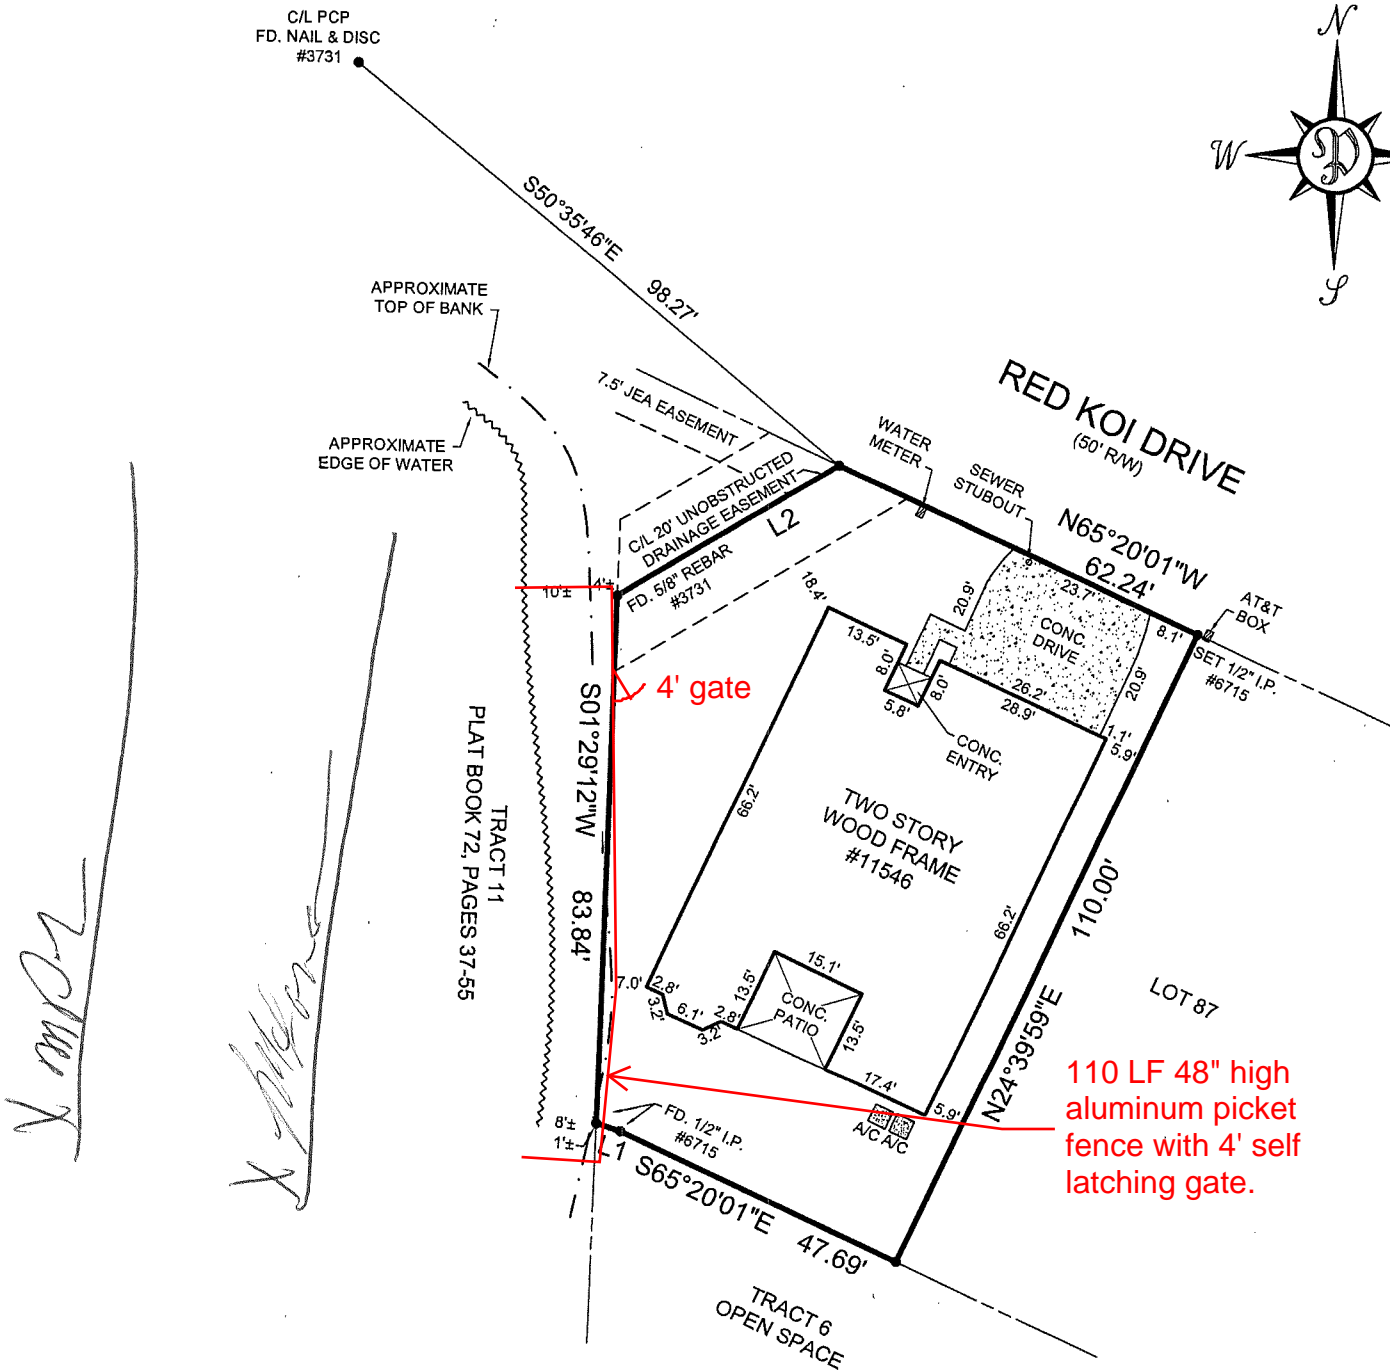 C/L PCP
FD. NAIL & DISC
#3731
N
W
S
S50°35'46"E
98.27'
APPROXIMATE
TOP OF BANK
APPROXIMATE
EDGE OF WATER
7.5' JEA EASEMENT
C/L 20' UNOBSTRUCTED
DRAINAGE EASEMENT
L2
FD. 5/8" REBAR
#3731
RED KOI DRIVE
(50' R/W)
WATER
METER
SEWER
STUBOUT
N65°20'01"W
62.24'
AT&T
BOX
SET 1/2" I.P.
#6715
23.7'
8.1'
20.9'
20.9'
CONC.
DRIVE
18.4'
13.5'
8.0'
5.8'
8.0'
26.2'
28.9'
1.1'
5.9'
CONC.
ENTRY
10'±
4'±
4' gate
S01°29'12"W
83.84'
TRACT 11
PLAT BOOK 72, PAGES 37-55
66.2'
TWO STORY
WOOD FRAME
#11546
66.2'
110.00'
N24°39'59"E
LOT 87
7.0'
2.8'
3.2'
6.1'
3.2'
2.8'
13.5'
15.1'
CONC.
PATIO
13.5'
17.4'
5.9'
A/C A/C
110 LF 48" high
aluminum picket
fence with 4' self
latching gate.
8'±
1'±
L1
FD. 1/2" I.P.
#6715
S65°20'01"E
47.69'
TRACT 6
OPEN SPACE
X
X